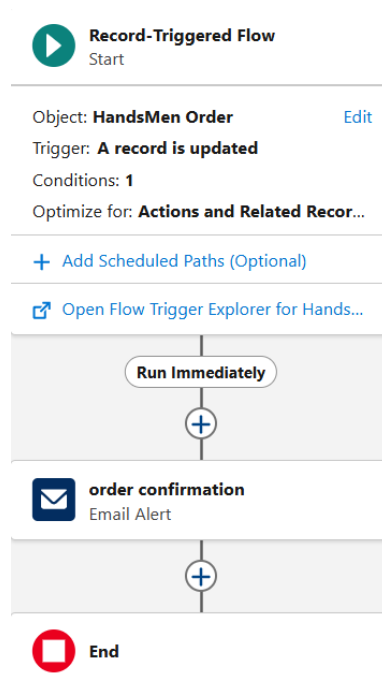 Record-Triggered Flow
Start
Object: HandsMen Order Edit
Trigger: A record is updated
Conditions: 1
Optimize for: Actions and Related Recor...
Add Scheduled Paths (Optional)
Open Flow Trigger Explorer for Hands...
Run Immediately
order confirmation
Email Alert
End